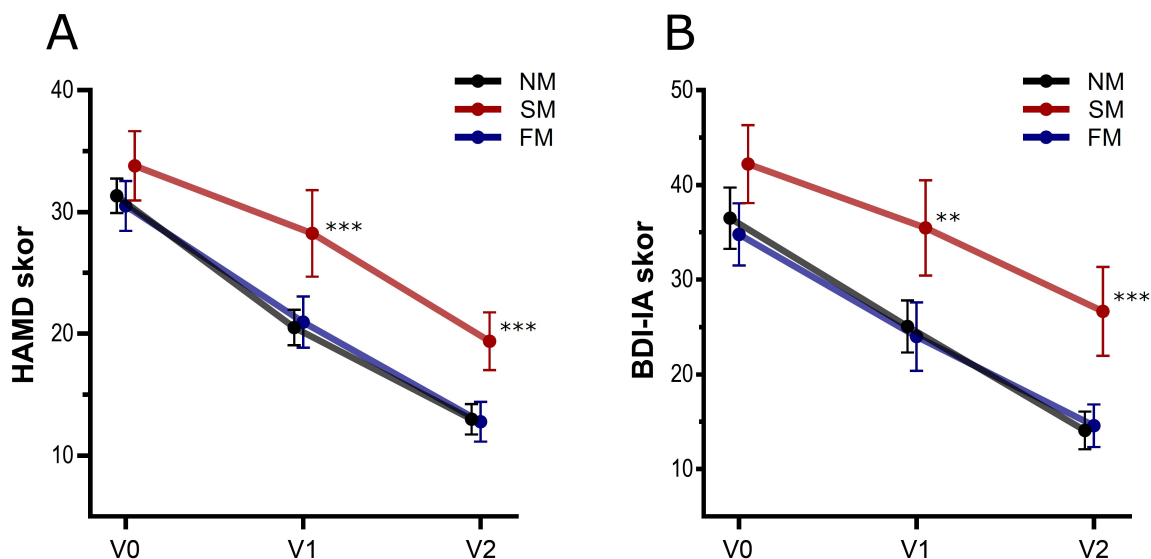 A
HAMD skor
40
30
20
10
V0
V1
V2
NM
SM
FM
***
***
B
BDI-IA skor
50
40
30
20
10
V0
V1
V2
NM
SM
FM
**
***